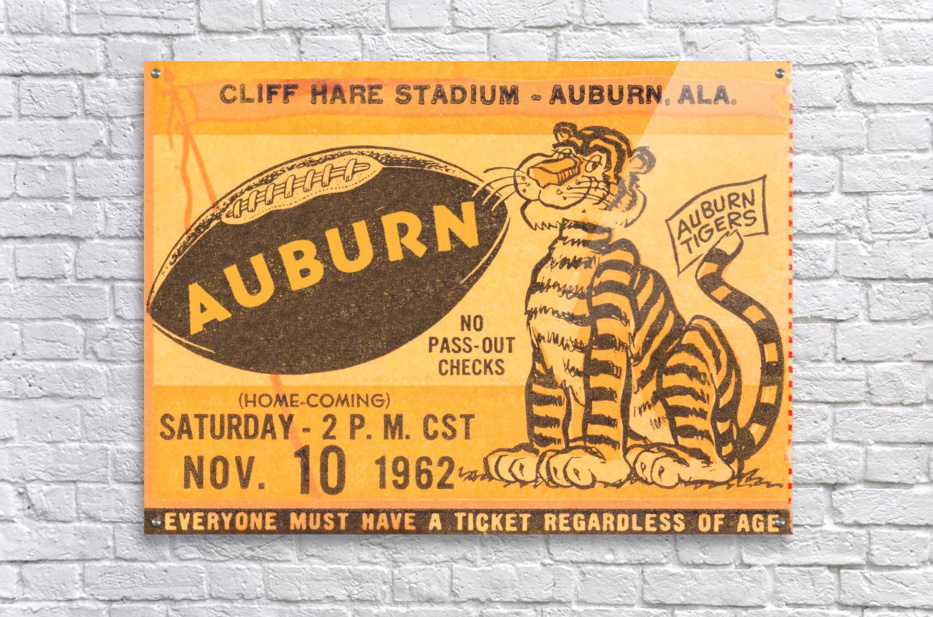 CLIFF HARE STADIUM - AUBURN, ALA.
AUBURN
AUBURN
TIGERS
NO
PASS-OUT
CHECKS
(HOME-COMING)
SATURDAY - 2 P. M. CST
NOV. 10 1962
EVERYONE MUST HAVE A TICKET REGARDLESS OF AGE